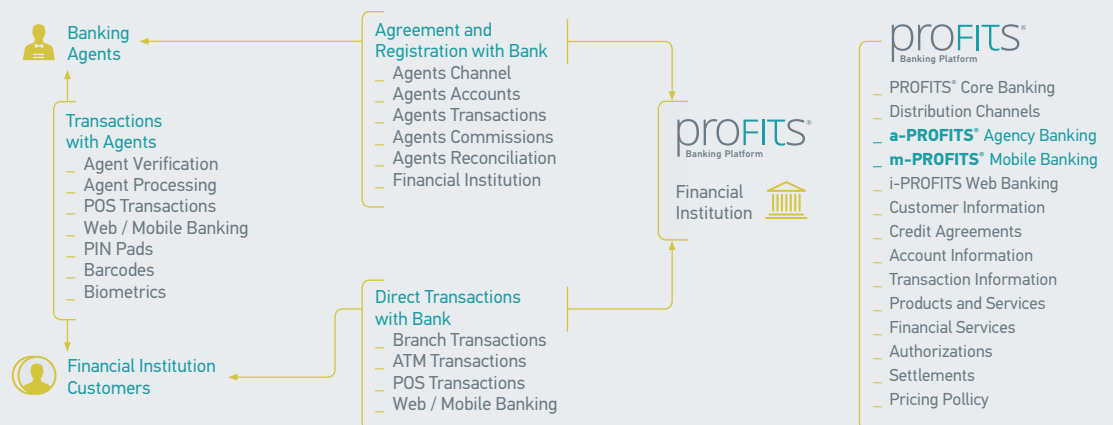 Banking
Agents
Transactions
with Agents
_ Agent Verification
_ Agent Processing
_ POS Transactions
_ Web / Mobile Banking
_ PIN Pads
_ Barcodes
_ Biometrics
Financial Institution
Customers
Agreement and
Registration with Bank
_ Agents Channel
_ Agents Accounts
_ Agents Transactions
_ Agents Commissions
_ Agents Reconciliation
_ Financial Institution
Direct Transactions
with Bank
_ Branch Transactions
_ ATM Transactions
_ POS Transactions
_ Web / Mobile Banking
proFITS®
Banking Platform
Financial
Institution
proFITS®
Banking Platform
_ PROFITS® Core Banking
_ Distribution Channels
_ a-PROFITS® Agency Banking
_ m-PROFITS® Mobile Banking
_ i-PROFITS Web Banking
_ Customer Information
_ Credit Agreements
_ Account Information
_ Transaction Information
_ Products and Services
_ Financial Services
_ Authorizations
_ Settlements
_ Pricing Pollicy